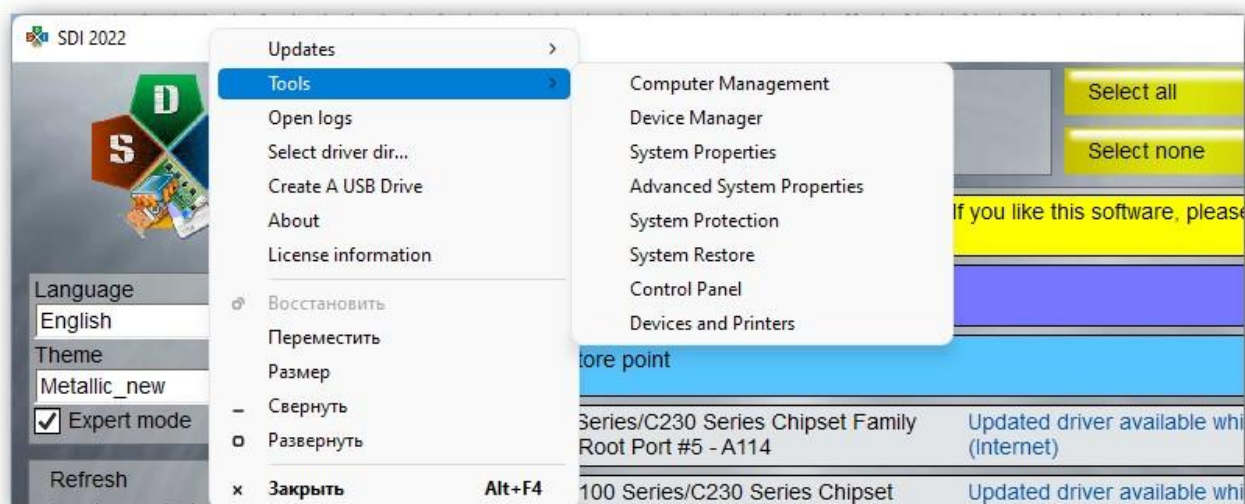 SDI 2022
Updates
Tools
Open logs
Select driver dir...
Create A USB Drive
About
License information
Восстановить
Переместить
Размер
Свернуть
Развернуть
Закрыть Alt+F4
Computer Management
Device Manager
System Properties
Advanced System Properties
System Protection
System Restore
Control Panel
Devices and Printers
D
S
Select all
Select none
If you like this software, please
Language
English
Theme
Metallic_new
Expert mode
Refresh
tore point
Series/C230 Series Chipset Family
Root Port #5 - A114
Updated driver available whi
(Internet)
100 Series/C230 Series Chipset
Updated driver available whi